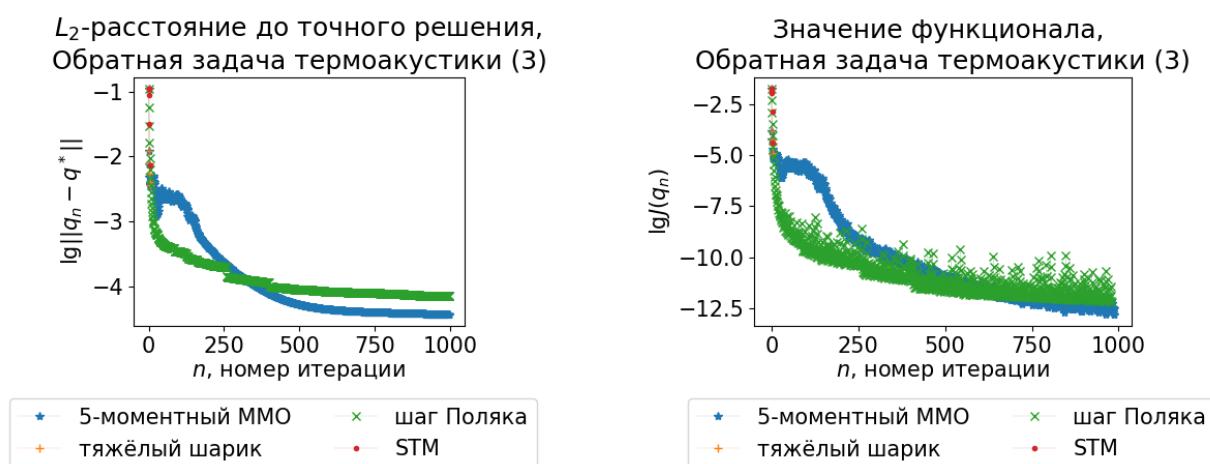 L₂-расстояние до точного решения,
Обратная задача термоакустики (3)
lg||qₙ − q*||
−1
−2
−3
−4
0 250 500 750 1000
n, номер итерации
5-моментный ММО
шаг Поляка
тяжёлый шарик
STM
Значение функционала,
Обратная задача термоакустики (3)
lgJ(qₙ)
−2.5
−5.0
−7.5
−10.0
−12.5
0 250 500 750 1000
n, номер итерации
5-моментный ММО
шаг Поляка
тяжёлый шарик
STM